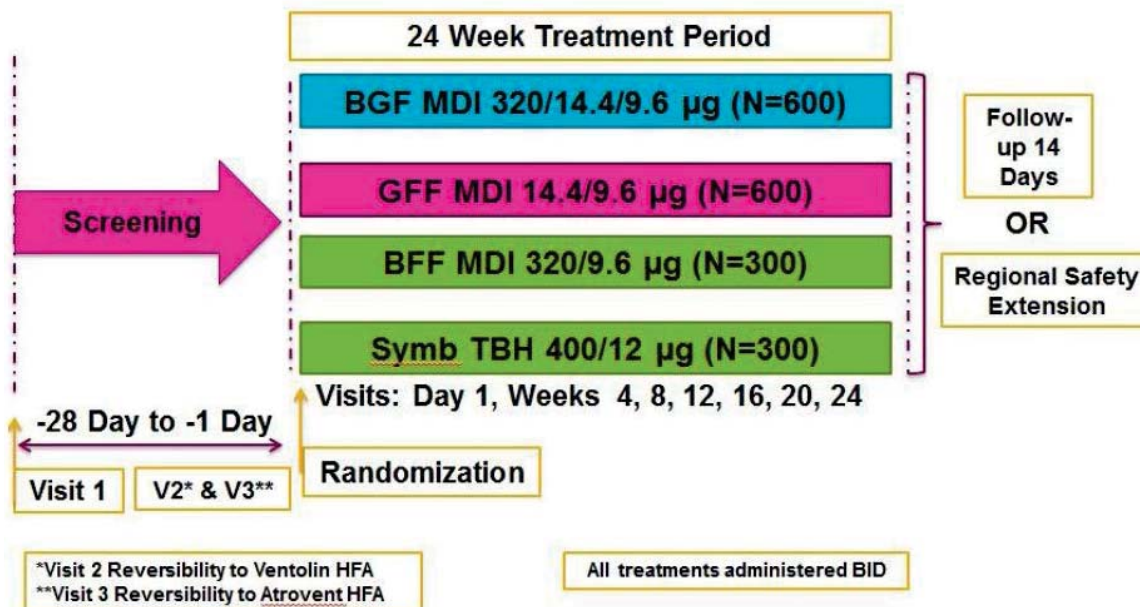 24 Week Treatment Period
BGF MDI 320/14.4/9.6 µg (N=600)
Screening
GFF MDI 14.4/9.6 µg (N=600)
BFF MDI 320/9.6 µg (N=300)
Symb TBH 400/12 µg (N=300)
Follow-
up 14
Days
OR
Regional Safety
Extension
Visits: Day 1, Weeks 4, 8, 12, 16, 20, 24
-28 Day to -1 Day
Randomization
Visit 1
V2* & V3**
*Visit 2 Reversibility to Ventolin HFA
**Visit 3 Reversibility to Atrovent HFA
All treatments administered BID